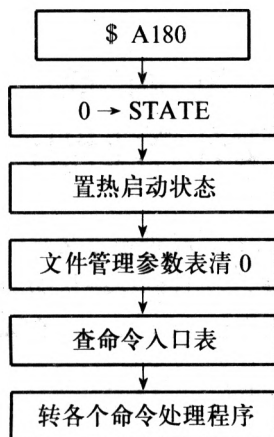 $ A180
0 → STATE
置热启动状态
文件管理参数表清 0
查命令入口表
转各个命令处理程序